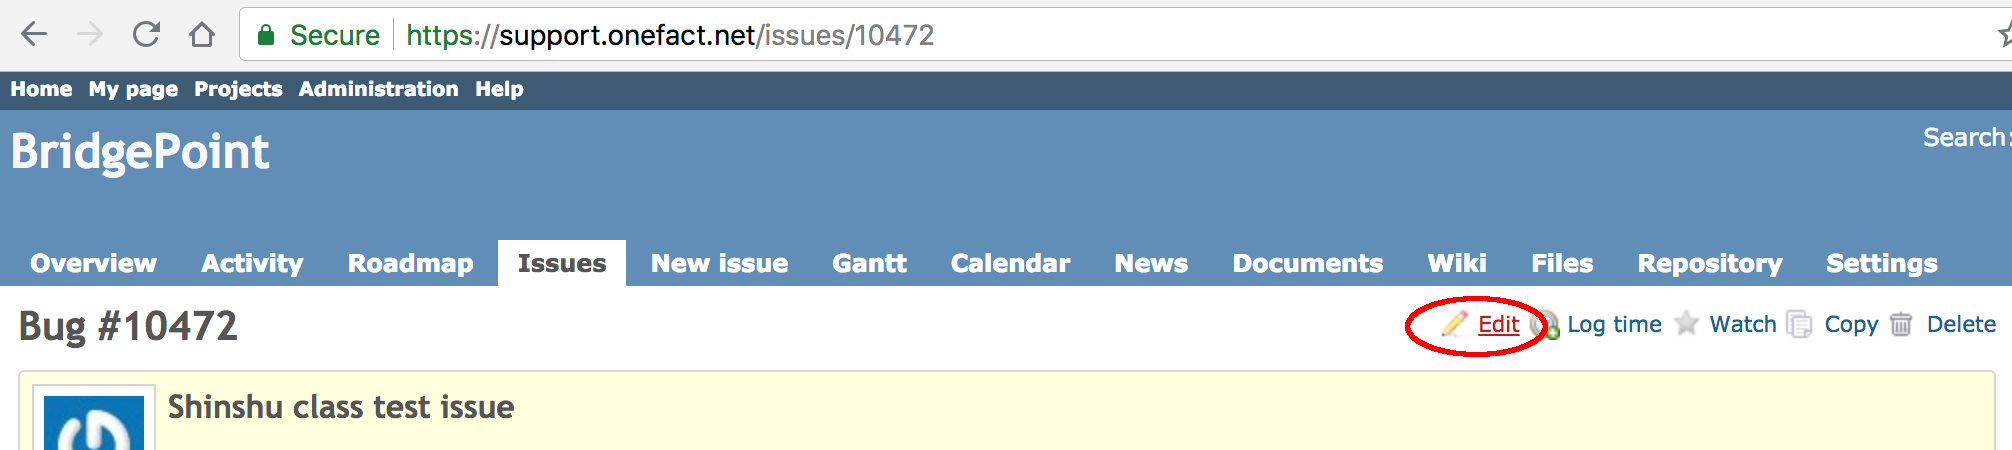 Secure https://support.onefact.net/issues/10472
Home My page Projects Administration Help
BridgePoint
Search:
Overview Activity Roadmap Issues New issue Gantt Calendar News Documents Wiki Files Repository Settings
Bug #10472
Edit Log time Watch Copy Delete
Shinshu class test issue